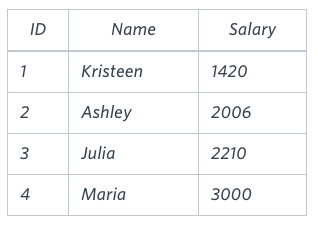 ID Name Salary
1 Kristeen 1420
2 Ashley 2006
3 Julia 2210
4 Maria 3000